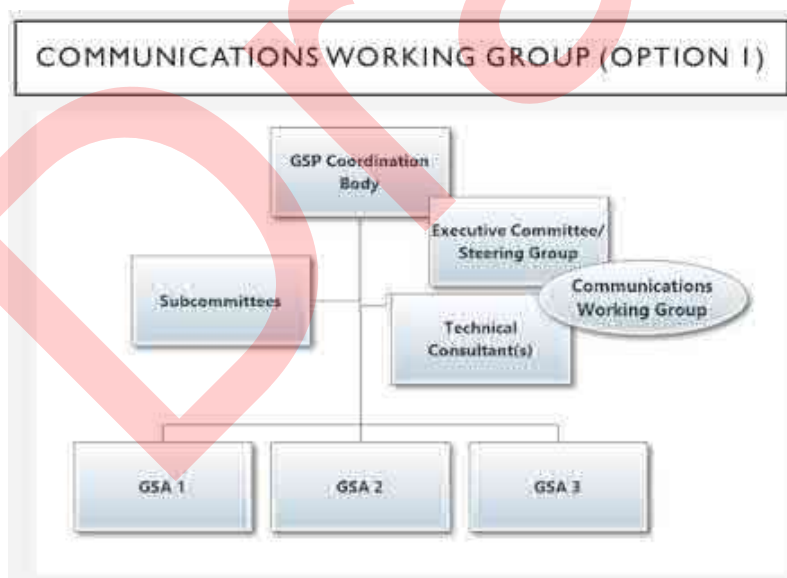 COMMUNICATIONS WORKING GROUP (OPTION 1)
GSP Coordination
Body
Executive Committee/
Steering Group
Communications
Working Group
Subcommittees
Technical
Consultant(s)
GSA 1
GSA 2
GSA 3